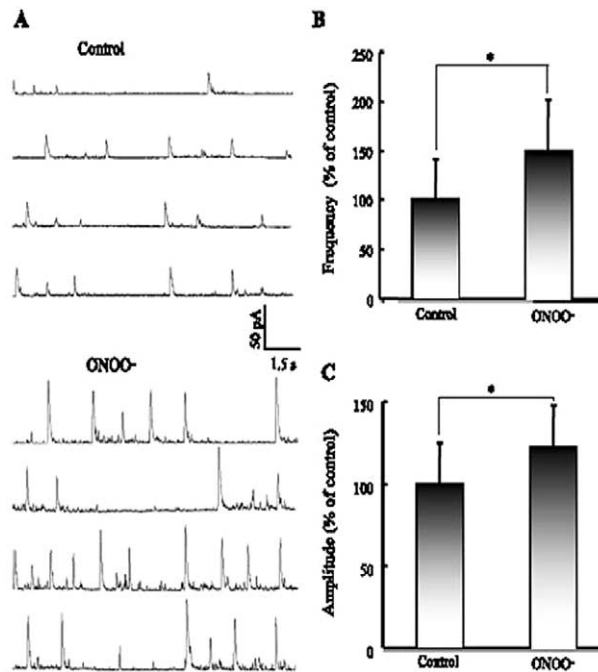 A
Control
50 pA
1.5 s
ONOO-
B
*
250
200
150
100
50
0
Frequency (% of control)
Control
ONOO-
C
*
150
100
50
0
Amplitude (% of control)
Control
ONOO-